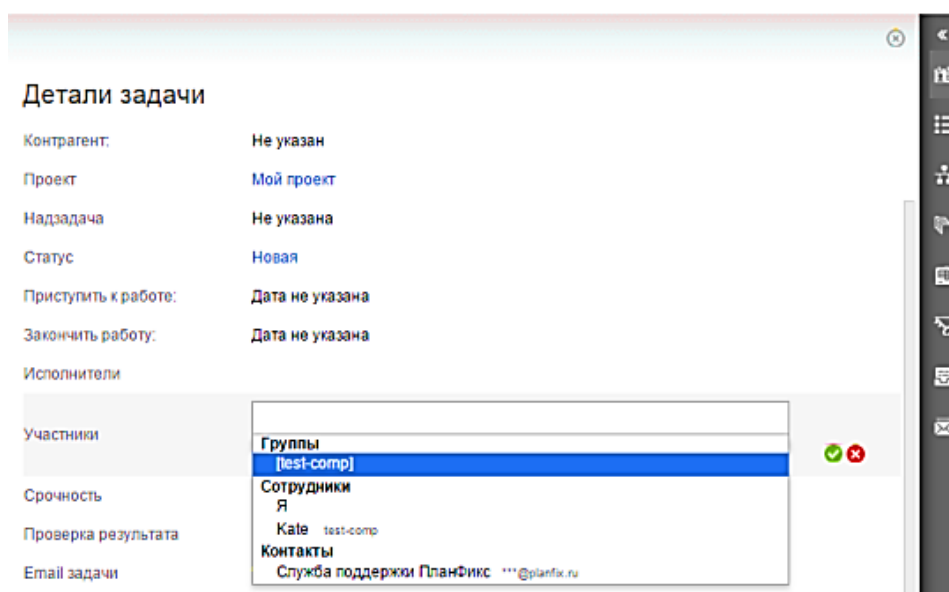 Детали задачи
Контрагент: Не указан
Проект Мой проект
Надзадача Не указана
Статус Новая
Приступить к работе: Дата не указана
Закончить работу: Дата не указана
Исполнители
Участники
Группы
[test-comp]
Сотрудники
Я
Kate test-comp
Контакты
Служба поддержки ПланФикс ***@planfix.ru
Срочность
Проверка результата
Email задачи